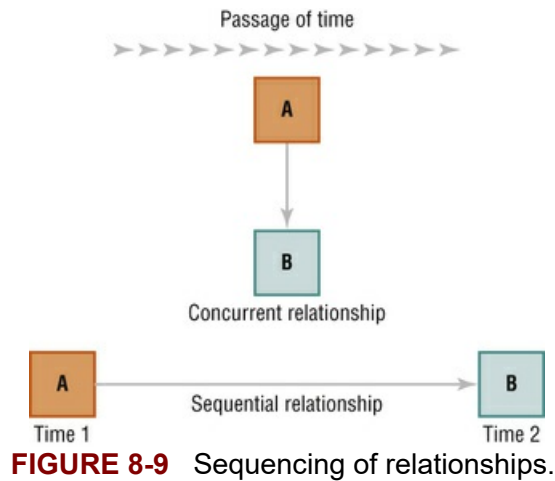 Passage of time
A
B
Concurrent relationship
A
B
Sequential relationship
Time 1
Time 2
FIGURE 8-9 Sequencing of relationships.